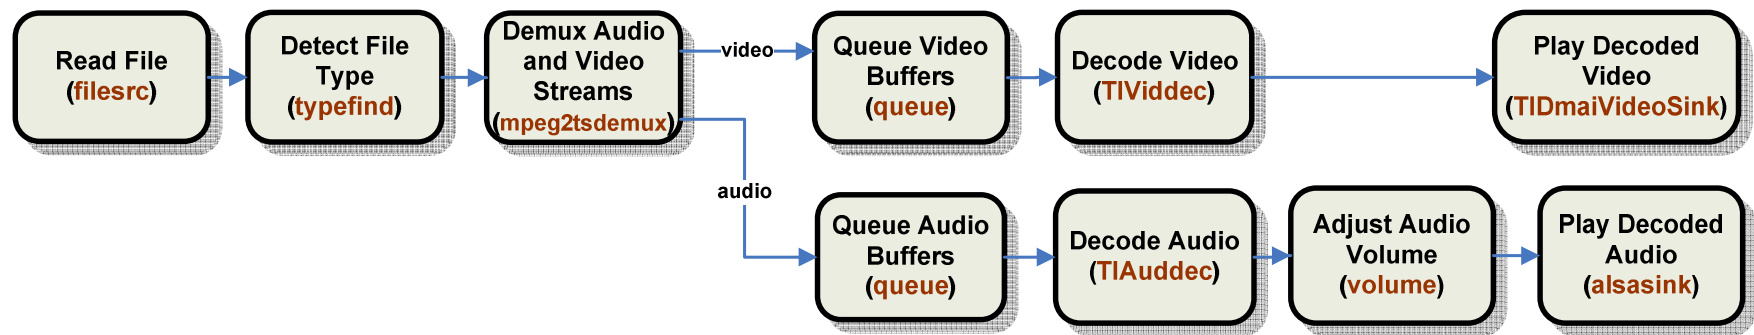 Read File
(filesrc)
Detect File
Type
(typefind)
Demux Audio
and Video
Streams
(mpeg2tsdemux)
video
Queue Video
Buffers
(queue)
Decode Video
(TIViddec)
Play Decoded
Video
(TIDmaiVideoSink)
audio
Queue Audio
Buffers
(queue)
Decode Audio
(TIAuddec)
Adjust Audio
Volume
(volume)
Play Decoded
Audio
(alsasink)